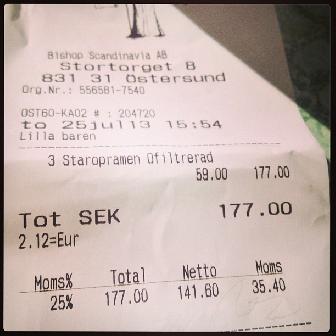 Bishop Scandinavia AB
Stortorget 8
831 31 Östersund
Org.Nr.: 556581-7540
OST60-KA02 # : 204720
to 25jul13 15:54
Lilla baren
3 Staropramen Ofiltrerad
59.00 177.00
Tot SEK 177.00
2.12=Eur
Moms% Total Netto Moms
25% 177.00 141.60 35.40